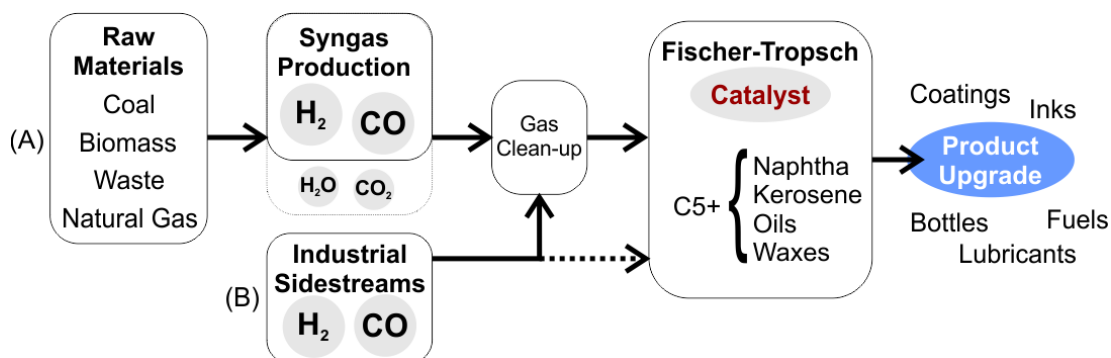 (A)
Raw
Materials
Coal
Biomass
Waste
Natural Gas
Syngas
Production
H₂
CO
H₂O
CO₂
(B)
Industrial
Sidestreams
H₂
CO
Gas
Clean-up
Fischer-Tropsch
Catalyst
C5+
Naphtha
Kerosene
Oils
Waxes
Coatings
Inks
Product
Upgrade
Bottles
Fuels
Lubricants